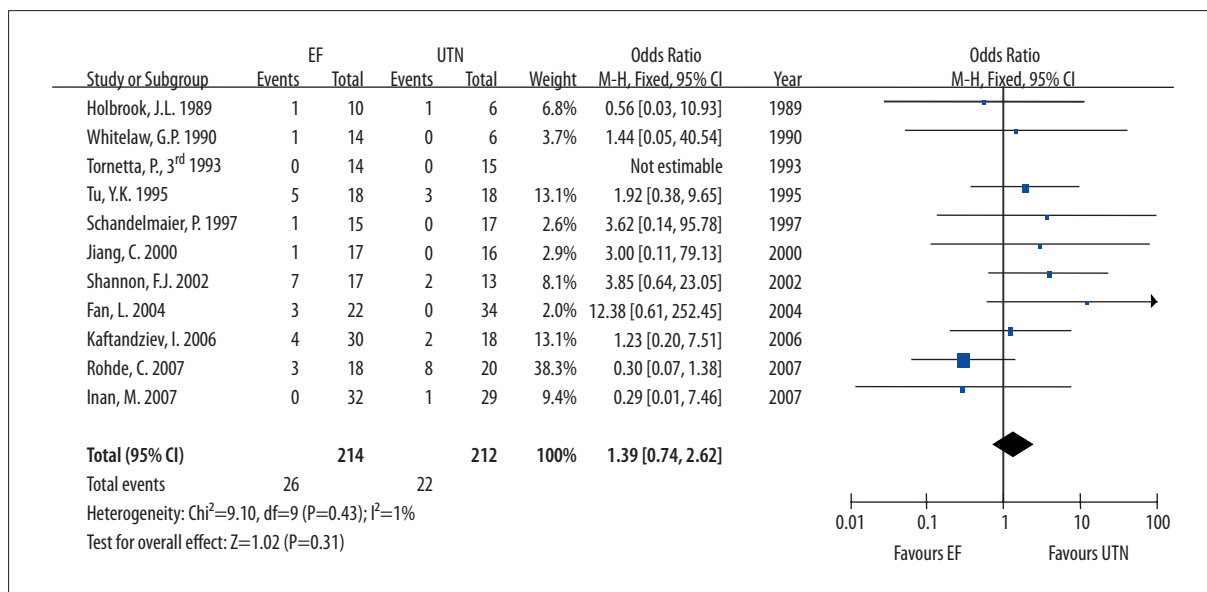 EF UTN Odds Ratio Odds Ratio
Study or Subgroup Events Total Events Total Weight M-H, Fixed, 95% CI Year M-H, Fixed, 95% CI
Holbrook, J.L. 1989 1 10 1 6 6.8% 0.56 [0.03, 10.93] 1989
Whitelaw, G.P. 1990 1 14 0 6 3.7% 1.44 [0.05, 40.54] 1990
Tornetta, P., 3rd 1993 0 14 0 15 Not estimable 1993
Tu, Y.K. 1995 5 18 3 18 13.1% 1.92 [0.38, 9.65] 1995
Schandelmaier, P. 1997 1 15 0 17 2.6% 3.62 [0.14, 95.78] 1997
Jiang, C. 2000 1 17 0 16 2.9% 3.00 [0.11, 79.13] 2000
Shannon, F.J. 2002 7 17 2 13 8.1% 3.85 [0.64, 23.05] 2002
Fan, L. 2004 3 22 0 34 2.0% 12.38 [0.61, 252.45] 2004
Kaftandziev, I. 2006 4 30 2 18 13.1% 1.23 [0.20, 7.51] 2006
Rohde, C. 2007 3 18 8 20 38.3% 0.30 [0.07, 1.38] 2007
Inan, M. 2007 0 32 1 29 9.4% 0.29 [0.01, 7.46] 2007
Total (95% CI) 214 212 100% 1.39 [0.74, 2.62]
Total events 26 22
Heterogeneity: Chi²=9.10, df=9 (P=0.43); I²=1%
Test for overall effect: Z=1.02 (P=0.31)
0.01 0.1 1 10 100
Favours EF Favours UTN